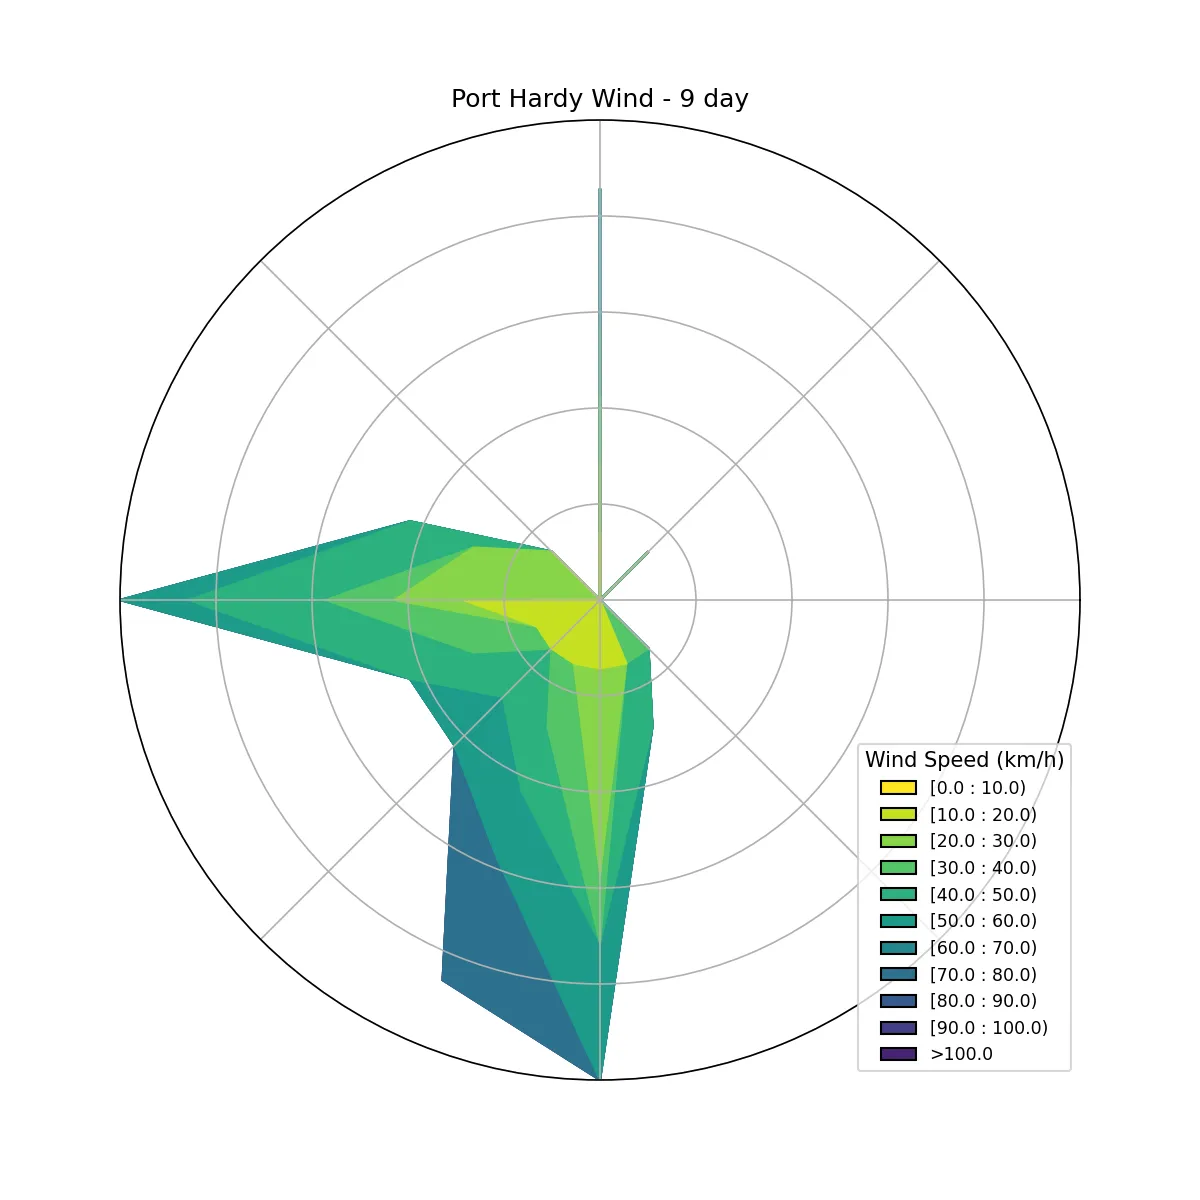 Port Hardy Wind - 9 day
Wind Speed (km/h)
[0.0 : 10.0)
[10.0 : 20.0)
[20.0 : 30.0)
[30.0 : 40.0)
[40.0 : 50.0)
[50.0 : 60.0)
[60.0 : 70.0)
[70.0 : 80.0)
[80.0 : 90.0)
[90.0 : 100.0)
>100.0